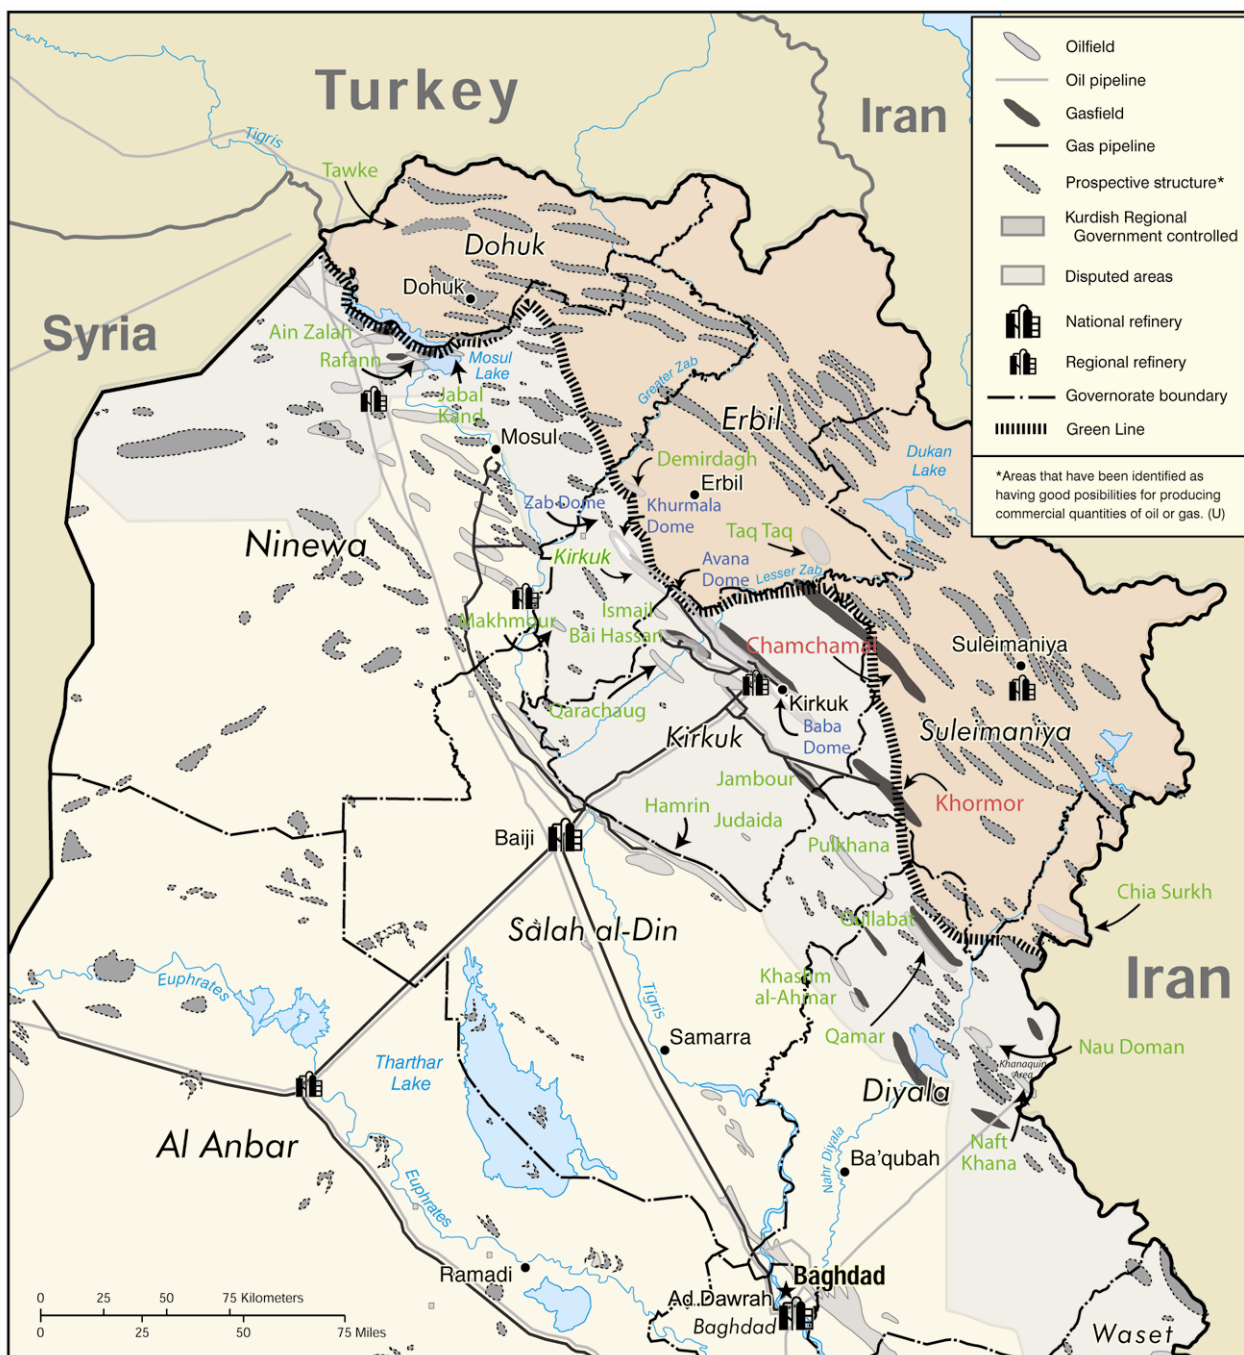 Turkey
Iran
Syria
Iran
Oilfield
Oil pipeline
Gasfield
Gas pipeline
Prospective structure*
Kurdish Regional
Government controlled
Disputed areas
National refinery
Regional refinery
Governorate boundary
Green Line
*Areas that have been identified as
having good posibilities for producing
commercial quantities of oil or gas. (U)
Tigris
Tawke
Dohuk
Dohuk
Ain Zalah
Rafann
Mosul
Lake
Jabal
Kand
Mosul
Greater Zab
Erbil
Dukan
Lake
Demirdagh
Erbil
Zab Dome
Khurmala
Dome
Taq Taq
Ninewa
Kirkuk
Avana
Dome
Lesser Zab
Makhmour
Ismail
Bai Hassan
Chamchamal
Suleimaniya
Qarachaug
Kirkuk
Baba
Dome
Kirkuk
Suleimaniya
Jambour
Khormor
Hamrin
Judaida
Baiji
Pulkhana
Chia Surkh
Gullabat
Salah al-Din
Euphrates
Khashm
al-Ahmar
Tigris
Qamar
Samarra
Nau Doman
Tharthar
Lake
Khanaquin
Area
Diyala
Al Anbar
Naft
Khana
Nahr Diyala
Ba'qubah
Euphrates
Ramadi
Baghdad
Ad Dawrah
Baghdad
Waset
0 25 50 75 Kilometers
0 25 50 75 Miles